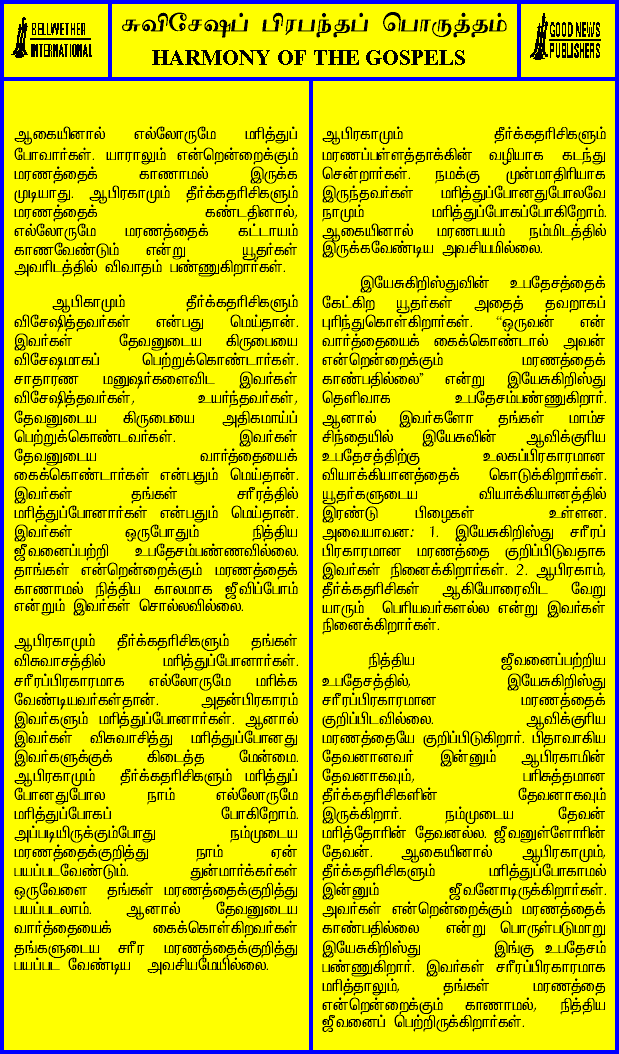 BELLWETHER
INTERNATIONAL
சுவிசேஷப் பிரபந்தப் பொருத்தம்
HARMONY OF THE GOSPELS
GOOD NEWS
PUBLISHERS
ஆகையினால் எல்லோருமே மரித்துப்
போவார்கள். யாராலும் என்றென்றைக்கும்
மரணத்தைக் காணாமல் இருக்க
முடியாது. ஆபிரகாமும் தீர்க்கதரிசிகளும்
மரணத்தைக் கண்டதினால்,
எல்லோருமே மரணத்தைக் கட்டாயம்
காணவேண்டும் என்று யூதர்கள்
அவரிடத்தில் விவாதம் பண்ணுகிறார்கள்.
ஆபிகாமும் தீர்க்கதரிசிகளும்
விசேஷித்தவர்கள் என்பது மெய்தான்.
இவர்கள் தேவனுடைய கிருபையை
விசேஷமாகப் பெற்றுக்கொண்டார்கள்.
சாதாரண மனுஷர்களைவிட இவர்கள்
விசேஷித்தவர்கள், உயர்ந்தவர்கள்,
தேவனுடைய கிருபையை அதிகமாய்ப்
பெற்றுக்கொண்டவர்கள். இவர்கள்
தேவனுடைய வார்த்தையைக்
கைக்கொண்டார்கள் என்பதும் மெய்தான்.
இவர்கள் தங்கள் சரீரத்தில்
மரித்துப்போனார்கள் என்பதும் மெய்தான்.
இவர்கள் ஒருபோதும் நித்திய
ஜீவனைப்பற்றி உபதேசம்பண்ணவில்லை.
தாங்கள் என்றென்றைக்கும் மரணத்தைக்
காணாமல் நித்திய காலமாக ஜீவிப்போம்
என்றும் இவர்கள் சொல்லவில்லை.
ஆபிரகாமும் தீர்க்கதரிசிகளும் தங்கள்
விசுவாசத்தில் மரித்துப்போனார்கள்.
சரீரப்பிரகாரமாக எல்லோருமே மரிக்க
வேண்டியவர்கள்தான். அதன்பிரகாரம்
இவர்களும் மரித்துப்போனார்கள். ஆனால்
இவர்கள் விசுவாசித்து மரித்துப்போனது
இவர்களுக்குக் கிடைத்த மேன்மை.
ஆபிரகாமும் தீர்க்கதரிசிகளும் மரித்துப்
போனதுபோல நாம் எல்லோருமே
மரித்துப்போகப் போகிறோம்.
அப்படியிருக்கும்போது நம்முடைய
மரணத்தைக்குறித்து நாம் ஏன்
பயப்படவேண்டும். துன்மார்க்கர்கள்
ஒருவேளை தங்கள் மரணத்தைக்குறித்து
பயப்படலாம். ஆனால் தேவனுடைய
வார்த்தையைக் கைக்கொள்கிறவர்கள்
தங்களுடைய சரீர மரணத்தைக்குறித்து
பயப்பட வேண்டிய அவசியமேயில்லை.
ஆபிரகாமும் தீர்க்கதரிசிகளும்
மரணப்பள்ளத்தாக்கின் வழியாக கடந்து
சென்றார்கள். நமக்கு முன்மாதிரியாக
இருந்தவர்கள் மரித்துப்போனதுபோலவே
நாமும் மரித்துப்போகப்போகிறோம்.
ஆகையினால் மரணபயம் நம்மிடத்தில்
இருக்கவேண்டிய அவசியமில்லை.
இயேசுகிறிஸ்துவின் உபதேசத்தைக்
கேட்கிற யூதர்கள் அதைத் தவறாகப்
புரிந்துகொள்கிறார்கள். “ஒருவன் என்
வார்த்தையைக் கைக்கொண்டால் அவன்
என்றென்றைக்கும் மரணத்தைக்
காண்பதில்லை” என்று இயேசுகிறிஸ்து
தெளிவாக உபதேசம்பண்ணுகிறார்.
ஆனால் இவர்களோ தங்கள் மாம்ச
சிந்தையில் இயேசுவின் ஆவிக்குரிய
உபதேசத்திற்கு உலகப்பிரகாரமான
வியாக்கியானத்தைக் கொடுக்கிறார்கள்.
யூதர்களுடைய வியாக்கியானத்தில்
இரண்டு பிழைகள் உள்ளன.
அவையாவன: 1. இயேசுகிறிஸ்து சரீரப்
பிரகாரமான மரணத்தை குறிப்பிடுவதாக
இவர்கள் நினைக்கிறார்கள். 2. ஆபிரகாம்,
தீர்க்கதரிசிகள் ஆகியோரைவிட வேறு
யாரும் பெரியவர்களல்ல என்று இவர்கள்
நினைக்கிறார்கள்.
நித்திய ஜீவனைப்பற்றிய
உபதேசத்தில், இயேசுகிறிஸ்து
சரீரப்பிரகாரமான மரணத்தைக்
குறிப்பிடவில்லை. ஆவிக்குரிய
மரணத்தையே குறிப்பிடுகிறார். பிதாவாகிய
தேவனானவர் இன்னும் ஆபிரகாமின்
தேவனாகவும், பரிசுத்தமான
தீர்க்கதரிசிகளின் தேவனாகவும்
இருக்கிறார். நம்முடைய தேவன்
மரித்தோரின் தேவனல்ல. ஜீவனுள்ளோரின்
தேவன். ஆகையினால் ஆபிரகாமும்,
தீர்க்கதரிசிகளும் மரித்துப்போகாமல்
இன்னும் ஜீவனோடிருக்கிறார்கள்.
அவர்கள் என்றென்றைக்கும் மரணத்தைக்
காண்பதில்லை என்று பொருள்படுமாறு
இயேசுகிறிஸ்து இங்கு உபதேசம்
பண்ணுகிறார். இவர்கள் சரீரப்பிரகாரமாக
மரித்தாலும், தங்கள் மரணத்தை
என்றென்றைக்கும் காணாமல், நித்திய
ஜீவனைப் பெற்றிருக்கிறார்கள்.